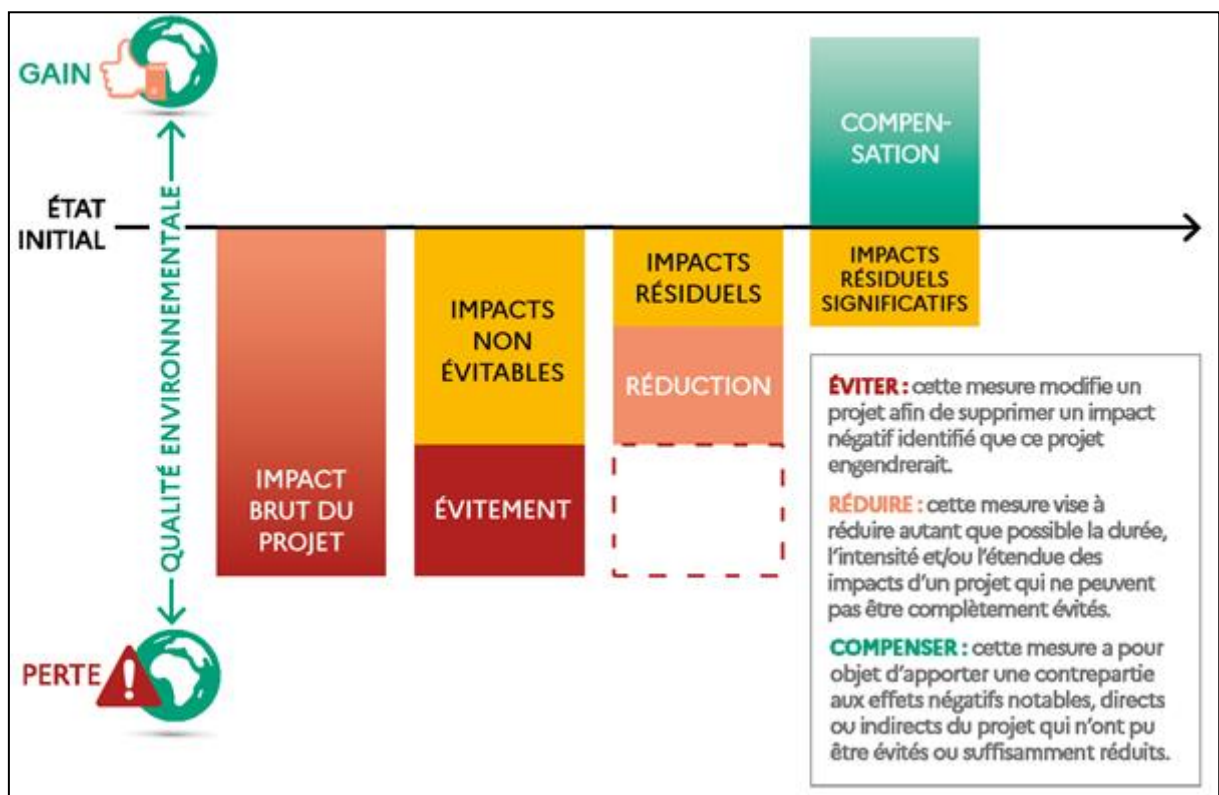 GAIN
ÉTAT
INITIAL
QUALITÉ ENVIRONNEMENTALE
PERTE
IMPACT
BRUT DU
PROJET
IMPACTS
NON
ÉVITABLES
ÉVITEMENT
IMPACTS
RÉSIDUELS
RÉDUCTION
COMPEN-
SATION
IMPACTS
RÉSIDUELS
SIGNIFICATIFS
ÉVITER : cette mesure modifie un
projet afin de supprimer un impact
négatif identifié que ce projet
engendrerait.
RÉDUIRE : cette mesure vise à
réduire autant que possible la durée,
l'intensité et/ou l'étendue des
impacts d'un projet qui ne peuvent
pas être complètement évités.
COMPENSER : cette mesure a pour
objet d'apporter une contrepartie
aux effets négatifs notables, directs
ou indirects du projet qui n'ont pu
être évités ou suffisamment réduits.